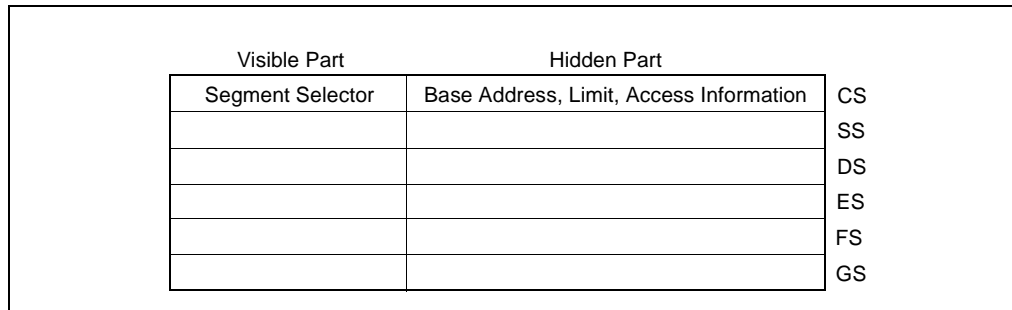 Visible Part Hidden Part
Segment Selector Base Address, Limit, Access Information CS
SS
DS
ES
FS
GS